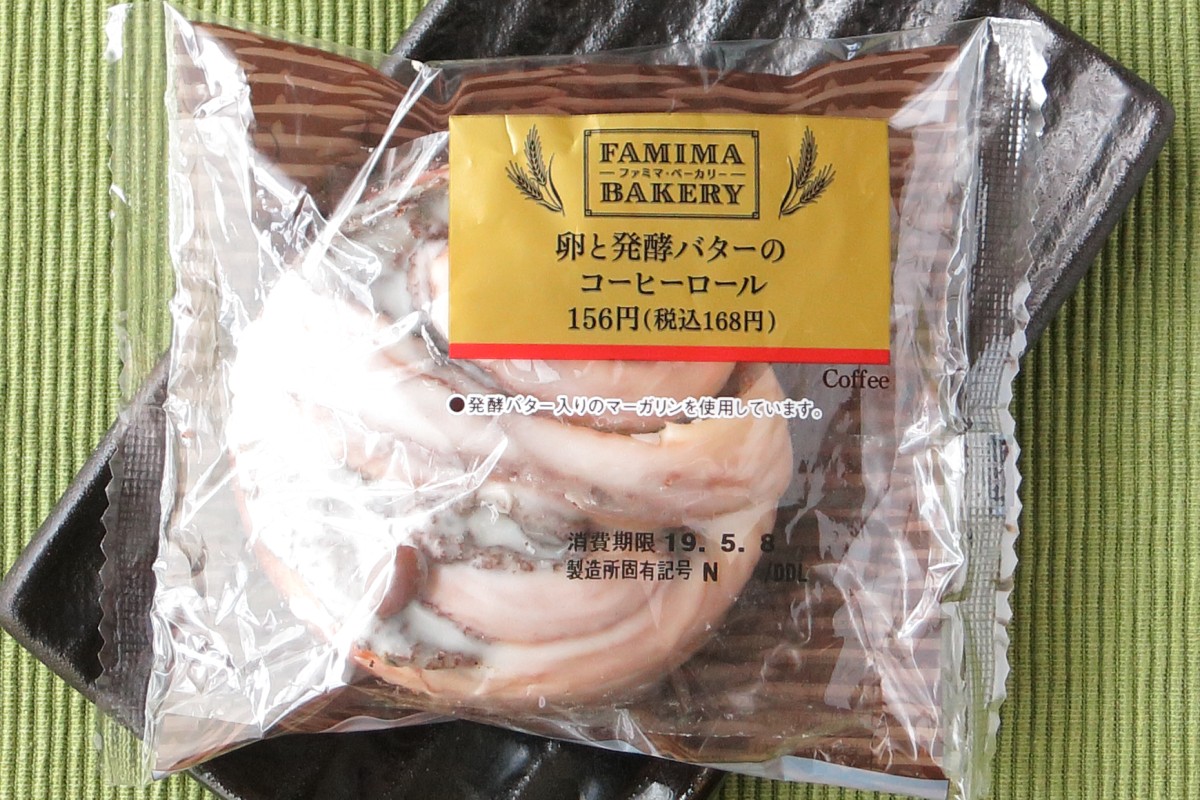 FAMIMA
ファミマ・ベーカリー
BAKERY
卵と発酵バターの
コーヒーロール
156円(税込168円)
Coffee
●発酵バター入りのマーガリンを使用しています。
消費期限 19. 5. 8
製造所固有記号 N /DDL